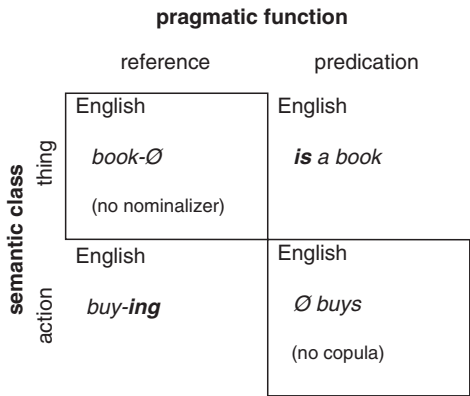 pragmatic function
reference predication
semantic class
thing
English
book-Ø
(no nominalizer)
English
is a book
action
English
buy-ing
English
Ø buys
(no copula)